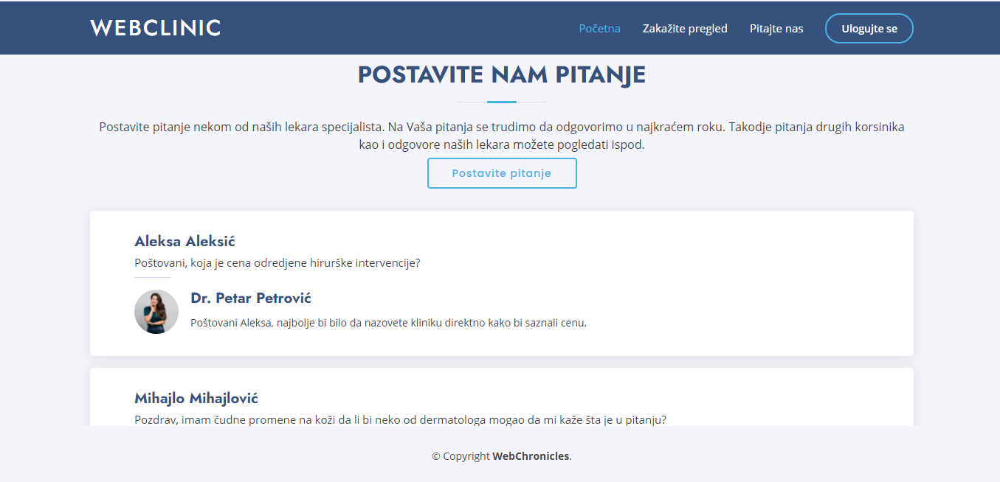 WEBCLINIC
Početna
Zakažite pregled
Pitajte nas
Ulogujte se
POSTAVITE NAM PITANJE
Postavite pitanje nekom od naših lekara specijalista. Na Vaša pitanja se trudimo da odgovorimo u najkraćem roku. Takodje pitanja drugih korsinika
kao i odgovore naših lekara možete pogledati ispod.
Postavite pitanje
Aleksa Aleksić
Poštovani, koja je cena odredjene hirurške intervencije?
Dr. Petar Petrović
Poštovani Aleksa, najbolje bi bilo da nazovete kliniku direktno kako bi saznali cenu.
Mihajlo Mihajlović
Pozdrav, imam čudne promene na koži da li bi neko od dermatologa mogao da mi kaže šta je u pitanju?
© Copyright WebChronicles.